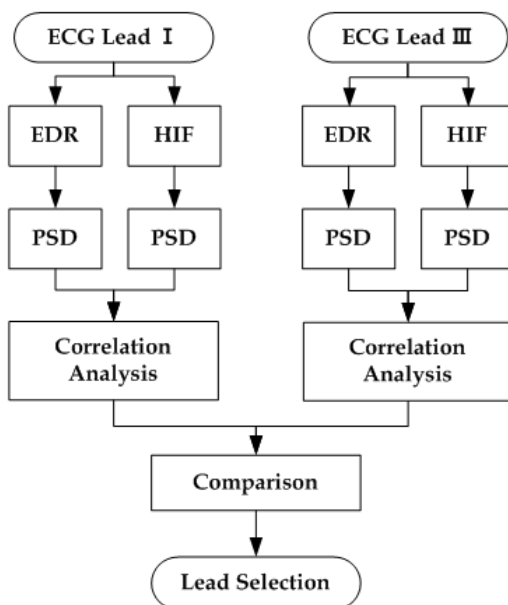 ECG Lead Ⅰ
ECG Lead Ⅲ
EDR
HIF
EDR
HIF
PSD
PSD
PSD
PSD
Correlation
Analysis
Correlation
Analysis
Comparison
Lead Selection